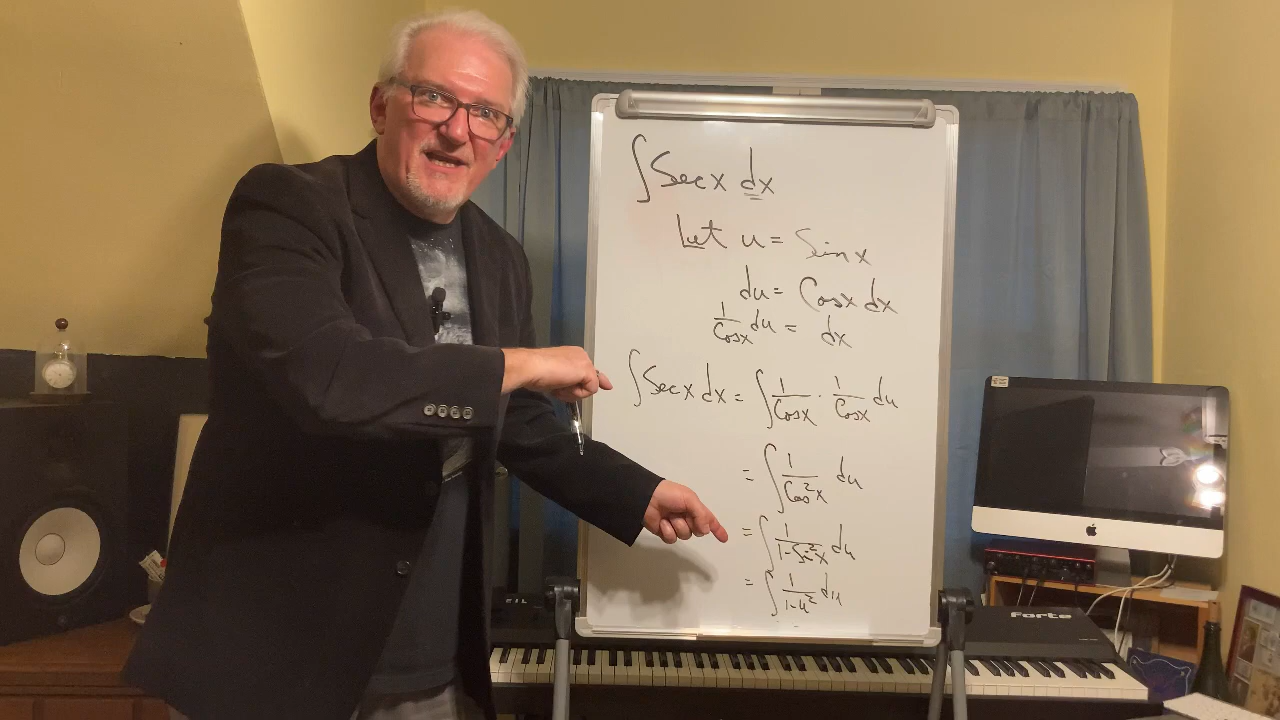 ∫ Sec x dx
Let u = Sin x
du = Cos x dx
1/Cos x du = dx
∫ Sec x dx = ∫ 1/Cos x · 1/Cos x du
= ∫ 1/Cos²x du
= ∫ 1/1-Sin²x du
= ∫ 1/1-u² du
forte